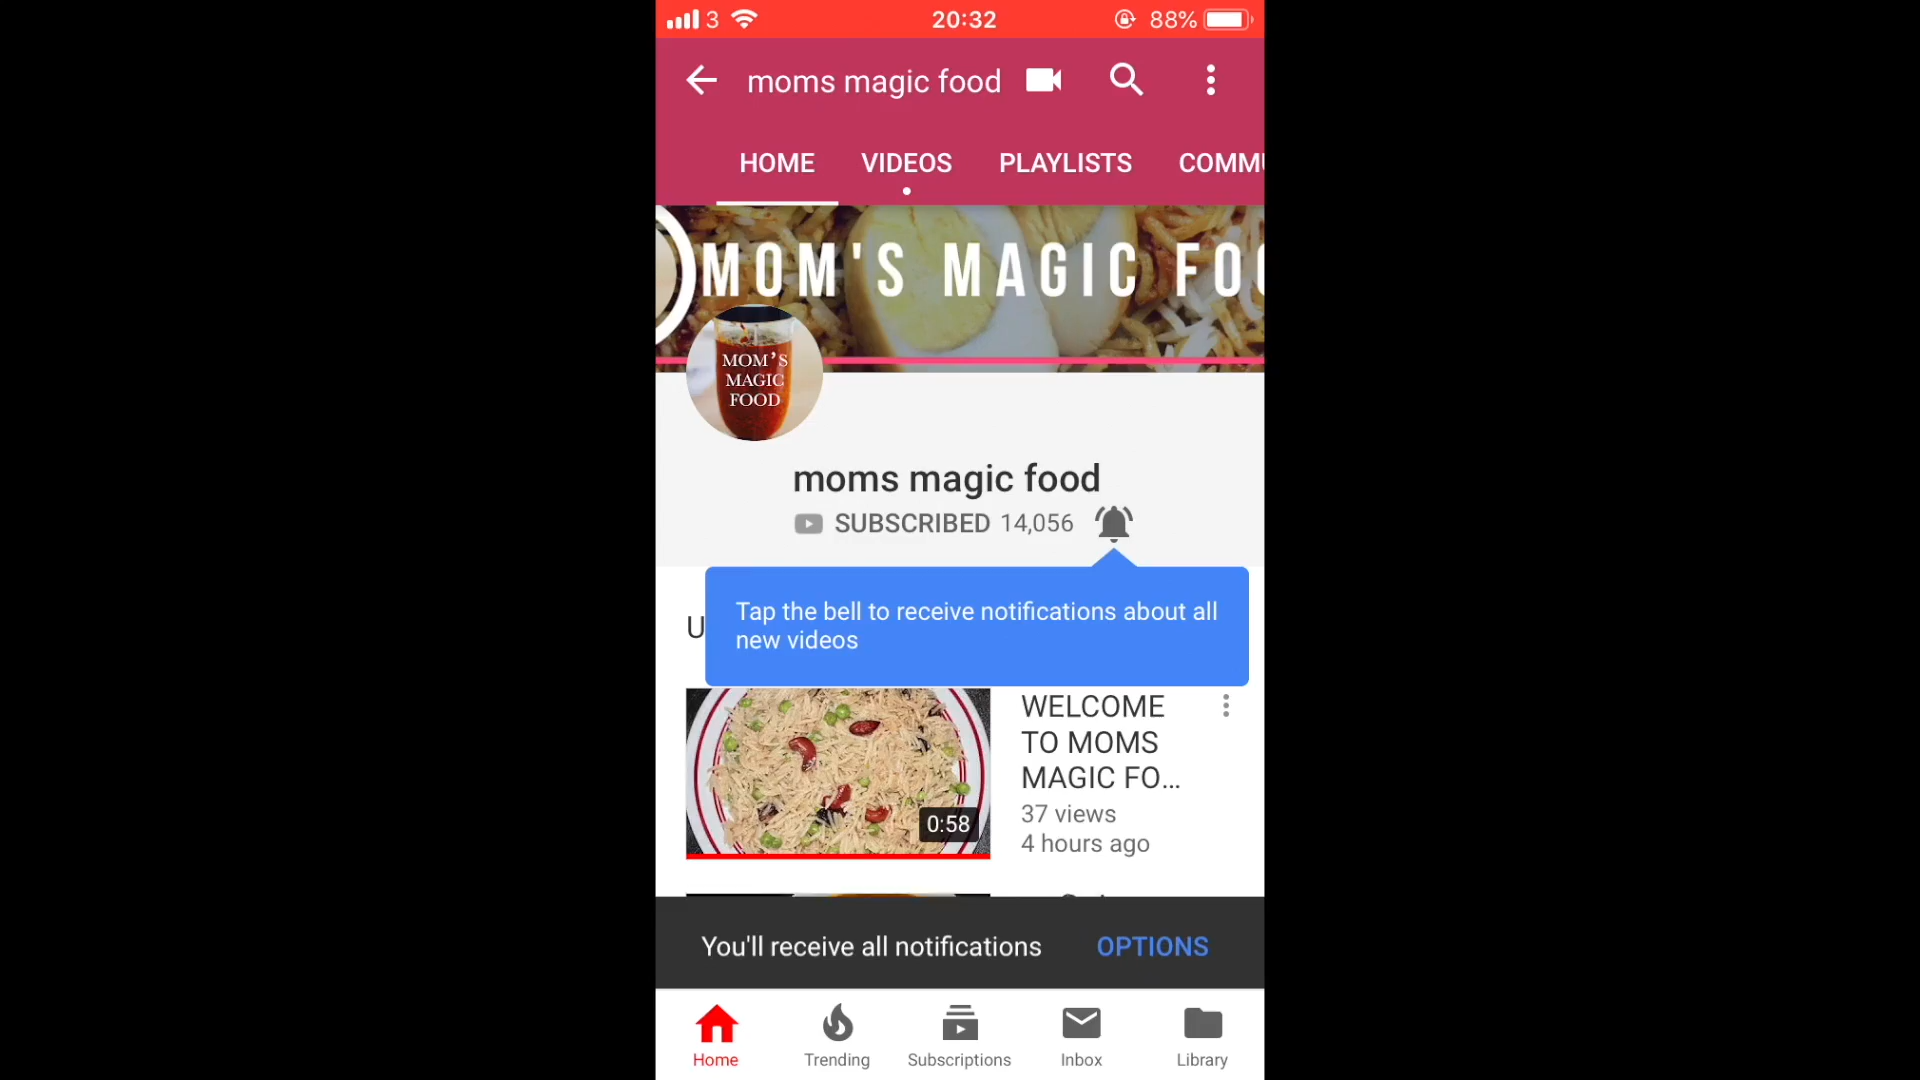 3 20:32 88%
moms magic food
HOME VIDEOS PLAYLISTS COMMU
MOM'S MAGIC FOO
MOM'S
MAGIC
FOOD
moms magic food
SUBSCRIBED 14,056
Tap the bell to receive notifications about all
new videos
U
WELCOME
TO MOMS
MAGIC FO...
0:58
37 views
4 hours ago
You'll receive all notifications OPTIONS
Home Trending Subscriptions Inbox Library